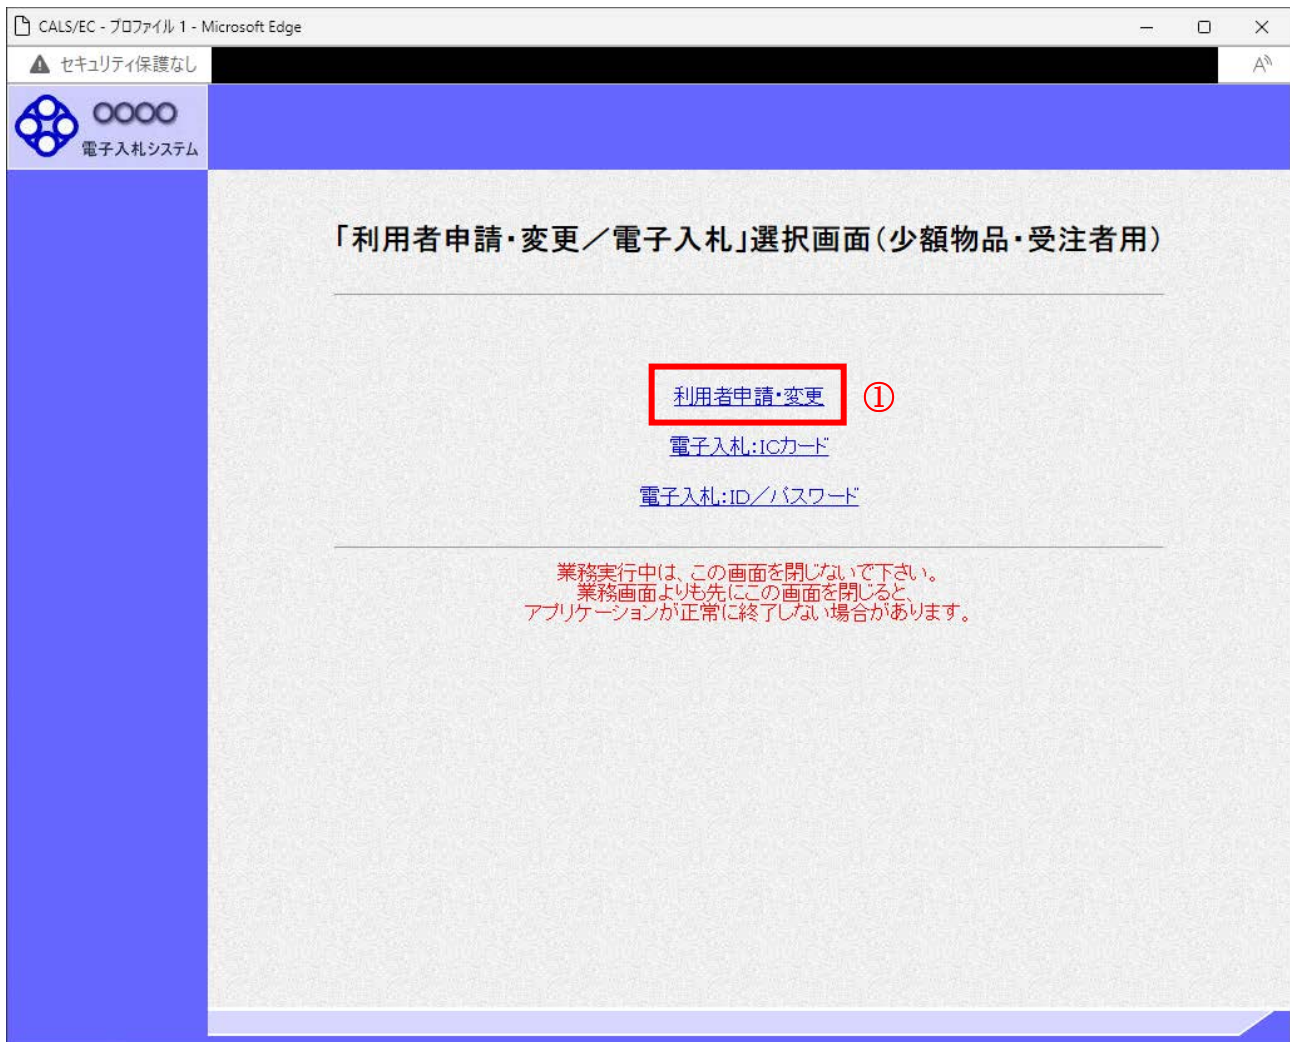 CALS/EC - プロファイル 1 - Microsoft Edge
セキュリティ保護なし
A
〇〇〇〇
電子入札システム
「利用者申請・変更／電子入札」選択画面(少額物品・受注者用)
利用者申請・変更 ①
電子入札:ICカード
電子入札:ID／パスワード
業務実行中は、この画面を閉じないで下さい。
業務画面よりも先にこの画面を閉じると、
アプリケーションが正常に終了しない場合があります。